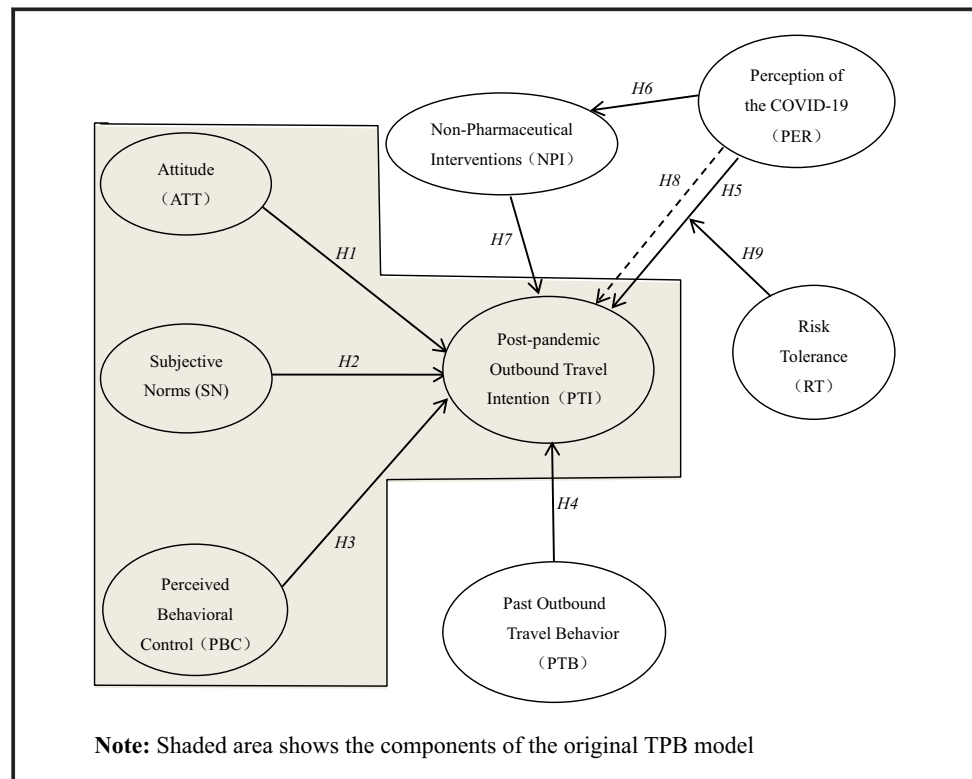 Perception of
the COVID-19
（PER）
H6
Non-Pharmaceutical
Interventions（NPI）
Attitude
（ATT）
H8
H5
H7
H9
H1
Post-pandemic
Outbound Travel
Intention（PTI）
Risk
Tolerance
（RT）
Subjective
Norms (SN)
H2
H3
H4
Perceived
Behavioral
Control（PBC）
Past Outbound
Travel Behavior
（PTB）
Note: Shaded area shows the components of the original TPB model